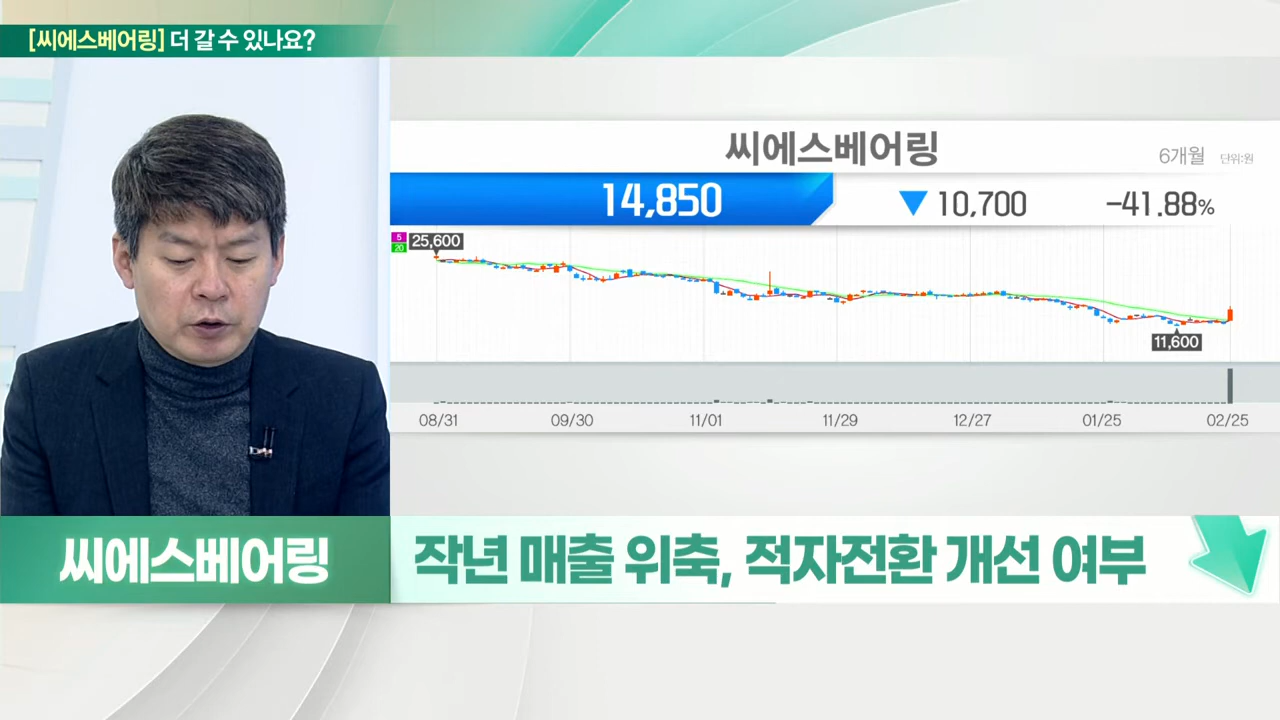 [씨에스베어링] 더 갈 수 있나요?
씨에스베어링
6개월 단위:원
14,850 ▼ 10,700 -41.88%
5
20
25,600
11,600
08/31 09/30 11/01 11/29 12/27 01/25 02/25
씨에스베어링
작년 매출 위축, 적자전환 개선 여부